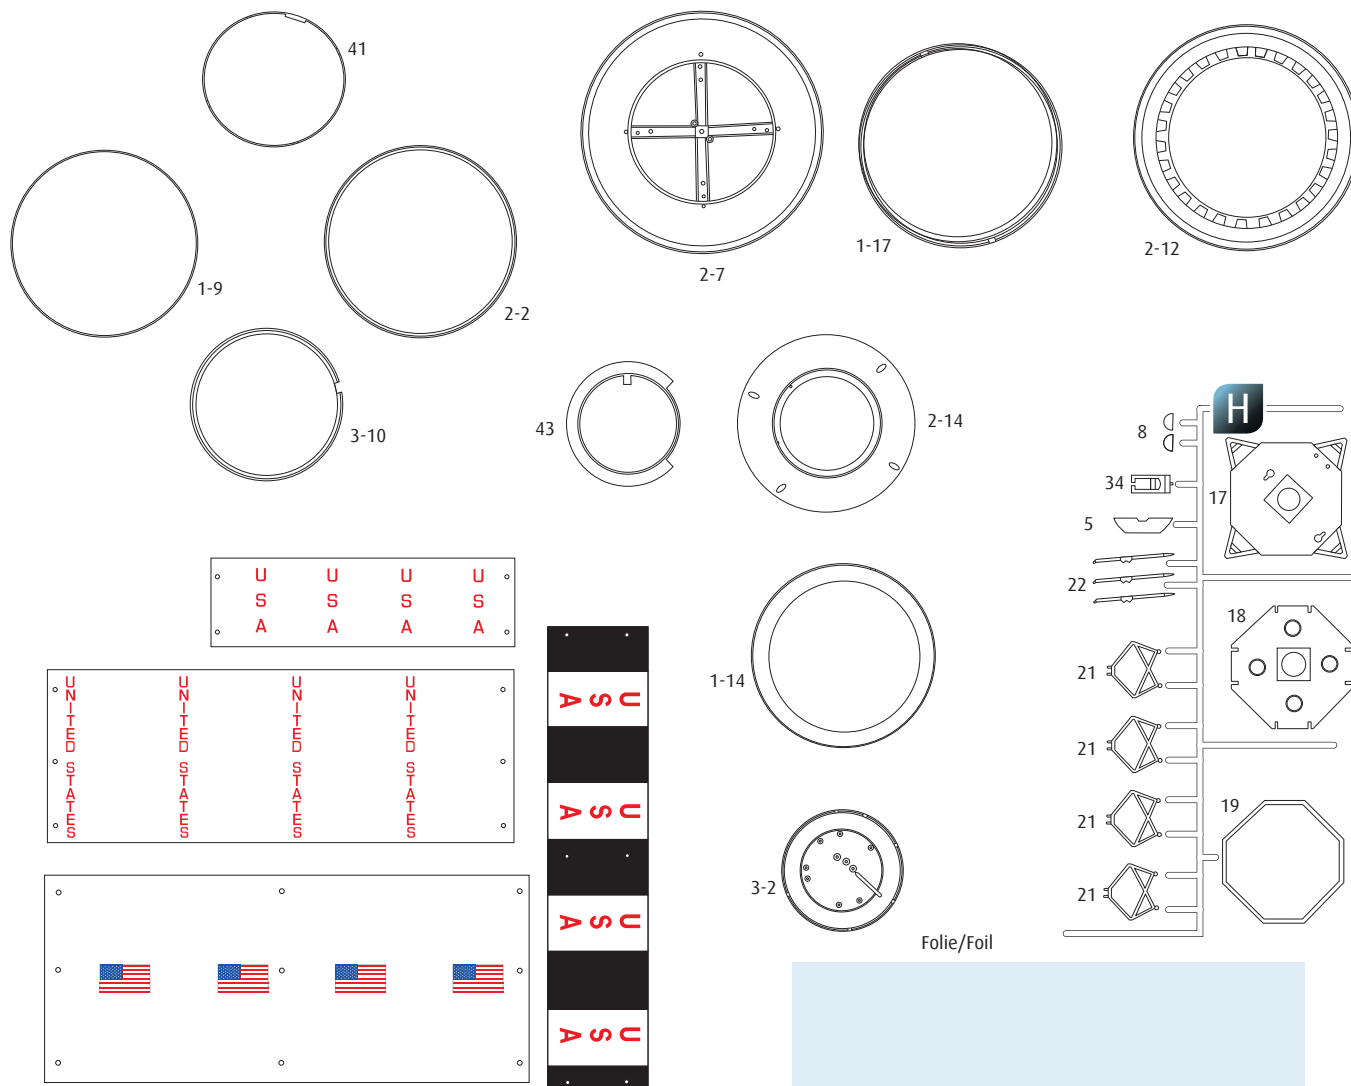 41
1-9
2-2
3-10
2-7
1-17
2-12
43
2-14
H
8
34
5
22
17
18
21
21
21
21
19
U U U U
S S S S
A A A A
UNITED STATES UNITED STATES UNITED STATES UNITED STATES
USA
USA
USA
USA
1-14
3-2
Folie/Foil